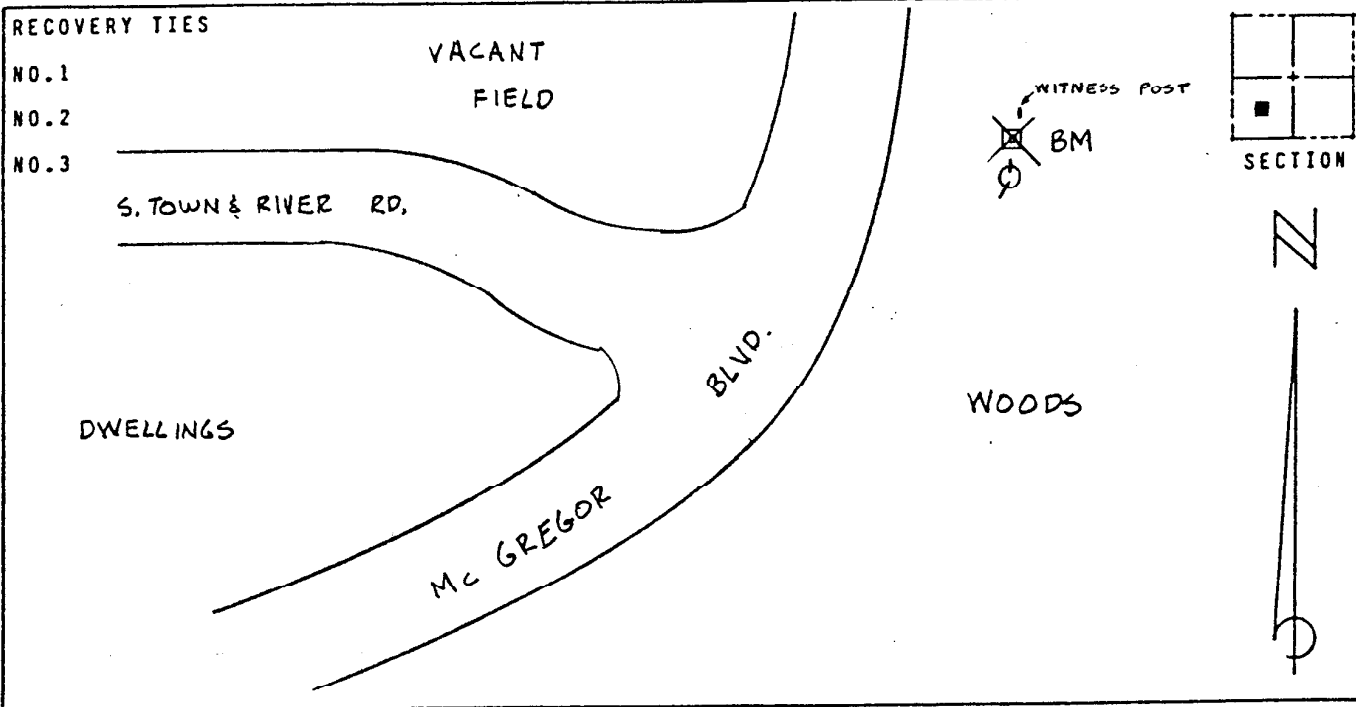 RECOVERY TIES
NO.1
NO.2
NO.3
VACANT
FIELD
WITNESS POST
BM
SECTION
S. TOWN & RIVER RD.
N
BLVD.
WOODS
DWELLINGS
Mc GREGOR